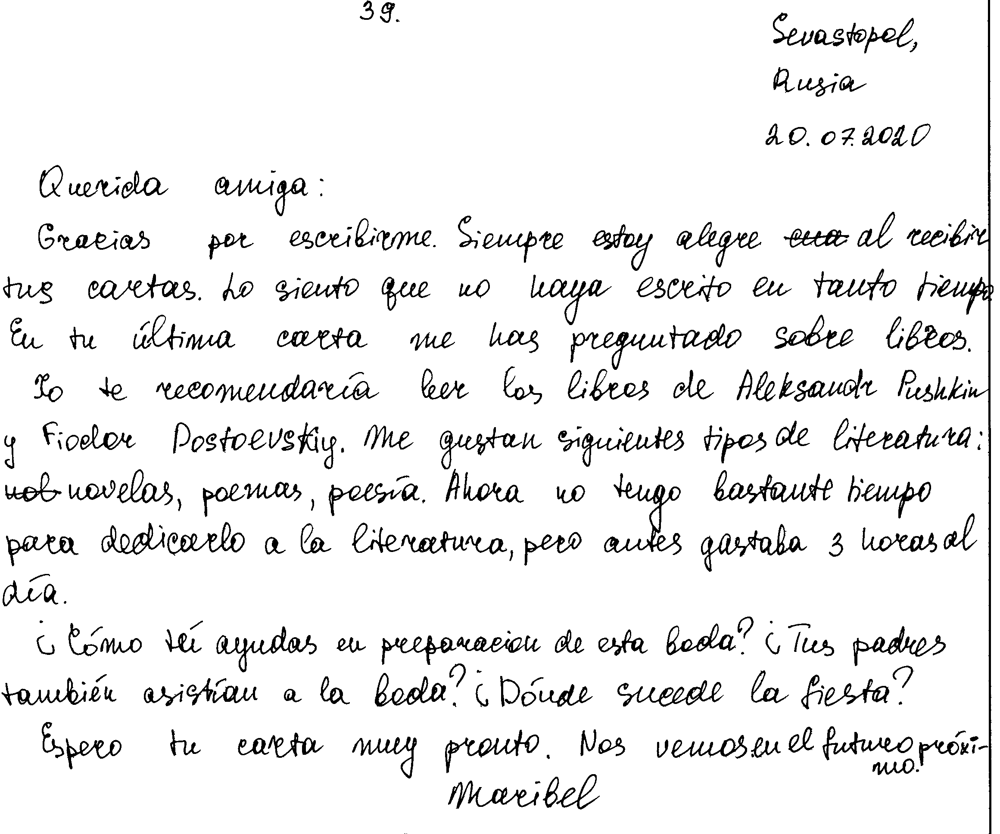 39.
Sevastopol,
Rusia
20.07.2020
Querida amiga:
Gracias por escribirme. Siempre estoy alegre al recibir
tus cartas. Lo siento que no haya escrito en tanto tiempo.
En tu última carta me has preguntado sobre libros.
Yo te recomendaría leer los libros de Aleksandr Pushkin
y Fiodor Dostoevskiy. Me gustan siguientes tipos de literatura:
novelas, poemas, poesía. Ahora no tengo bastante tiempo
para dedicarlo a la literatura, pero antes gastaba 3 horas al
día.
¿Cómo tú ayudas en preparacion de esta boda? ¿Tus padres
también asistían a la boda? ¿Dónde sucede la fiesta?
Espero tu carta muy pronto. Nos vemos en el futuro próxi-
mo.
Maribel